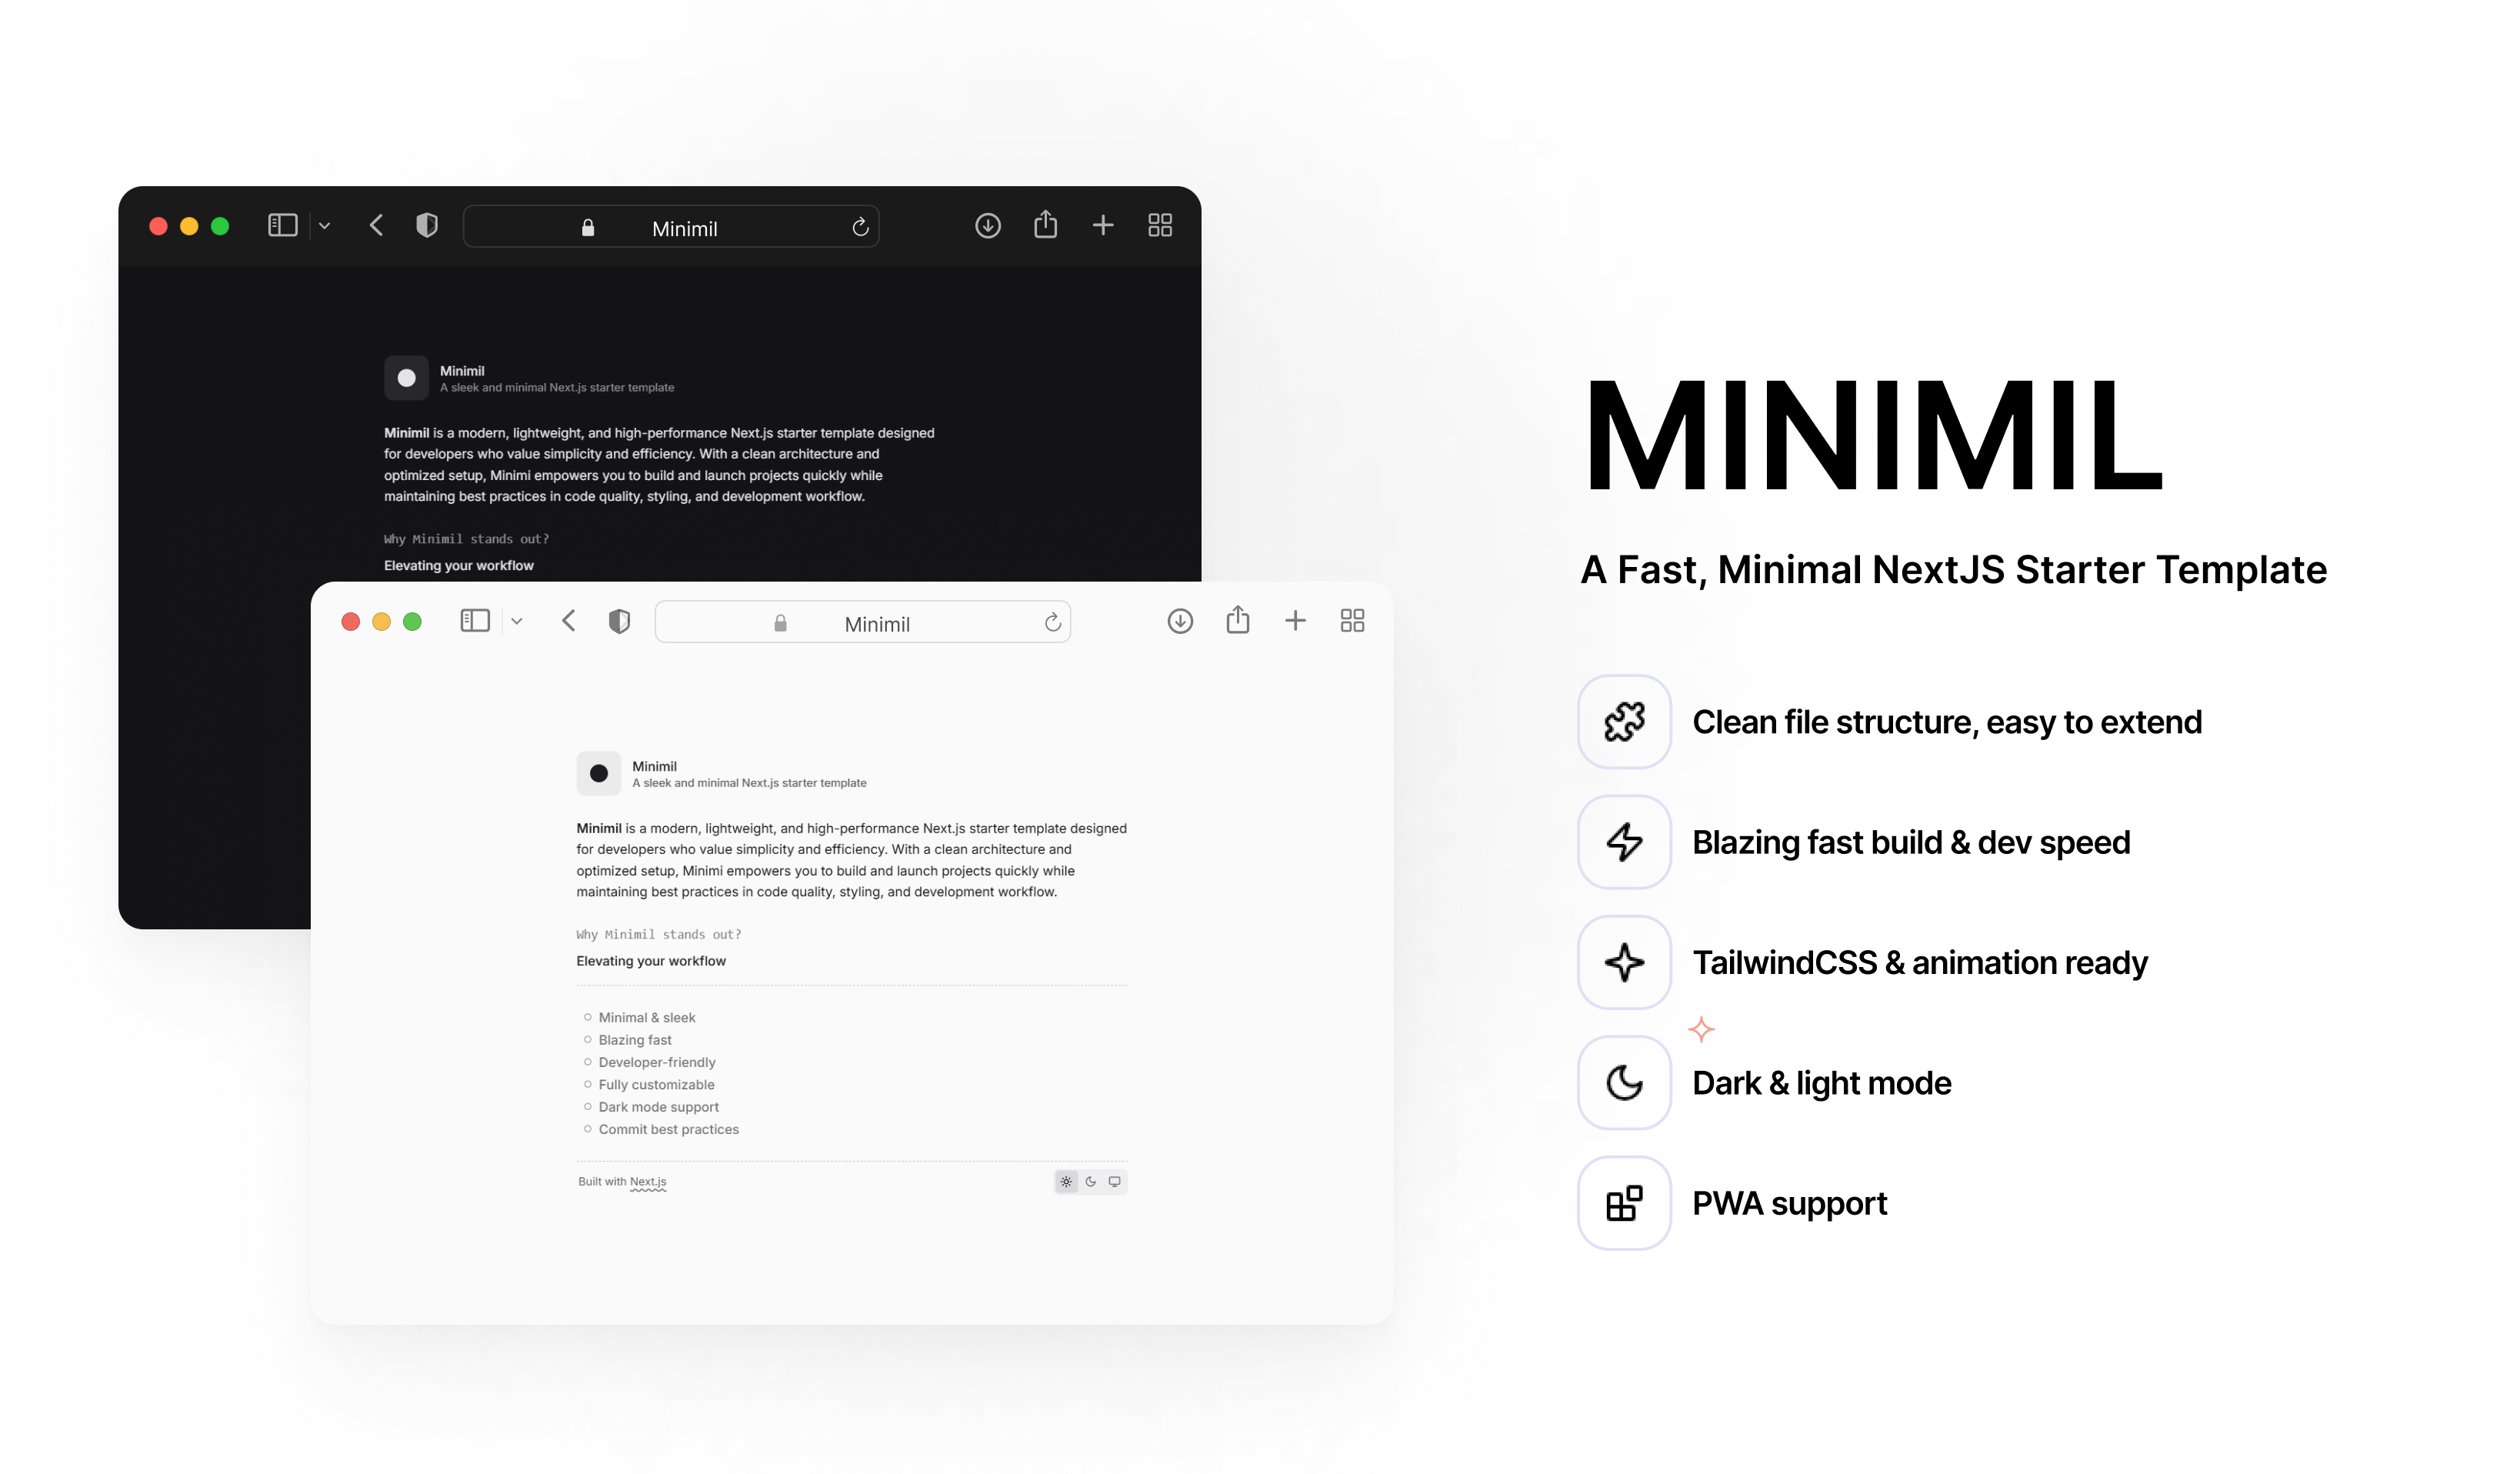 Minimil
Minimil
A sleek and minimal Next.js starter template
Minimil is a modern, lightweight, and high-performance Next.js starter template designed
for developers who value simplicity and efficiency. With a clean architecture and
optimized setup, Minimi empowers you to build and launch projects quickly while
maintaining best practices in code quality, styling, and development workflow.
Why Minimil stands out?
Elevating your workflow
Minimil
Minimil
A sleek and minimal Next.js starter template
Minimil is a modern, lightweight, and high-performance Next.js starter template designed
for developers who value simplicity and efficiency. With a clean architecture and
optimized setup, Minimi empowers you to build and launch projects quickly while
maintaining best practices in code quality, styling, and development workflow.
Why Minimil stands out?
Elevating your workflow
Minimal & sleek
Blazing fast
Developer-friendly
Fully customizable
Dark mode support
Commit best practices
Built with Next.js
MINIMIL
A Fast, Minimal NextJS Starter Template
Clean file structure, easy to extend
Blazing fast build & dev speed
TailwindCSS & animation ready
Dark & light mode
PWA support